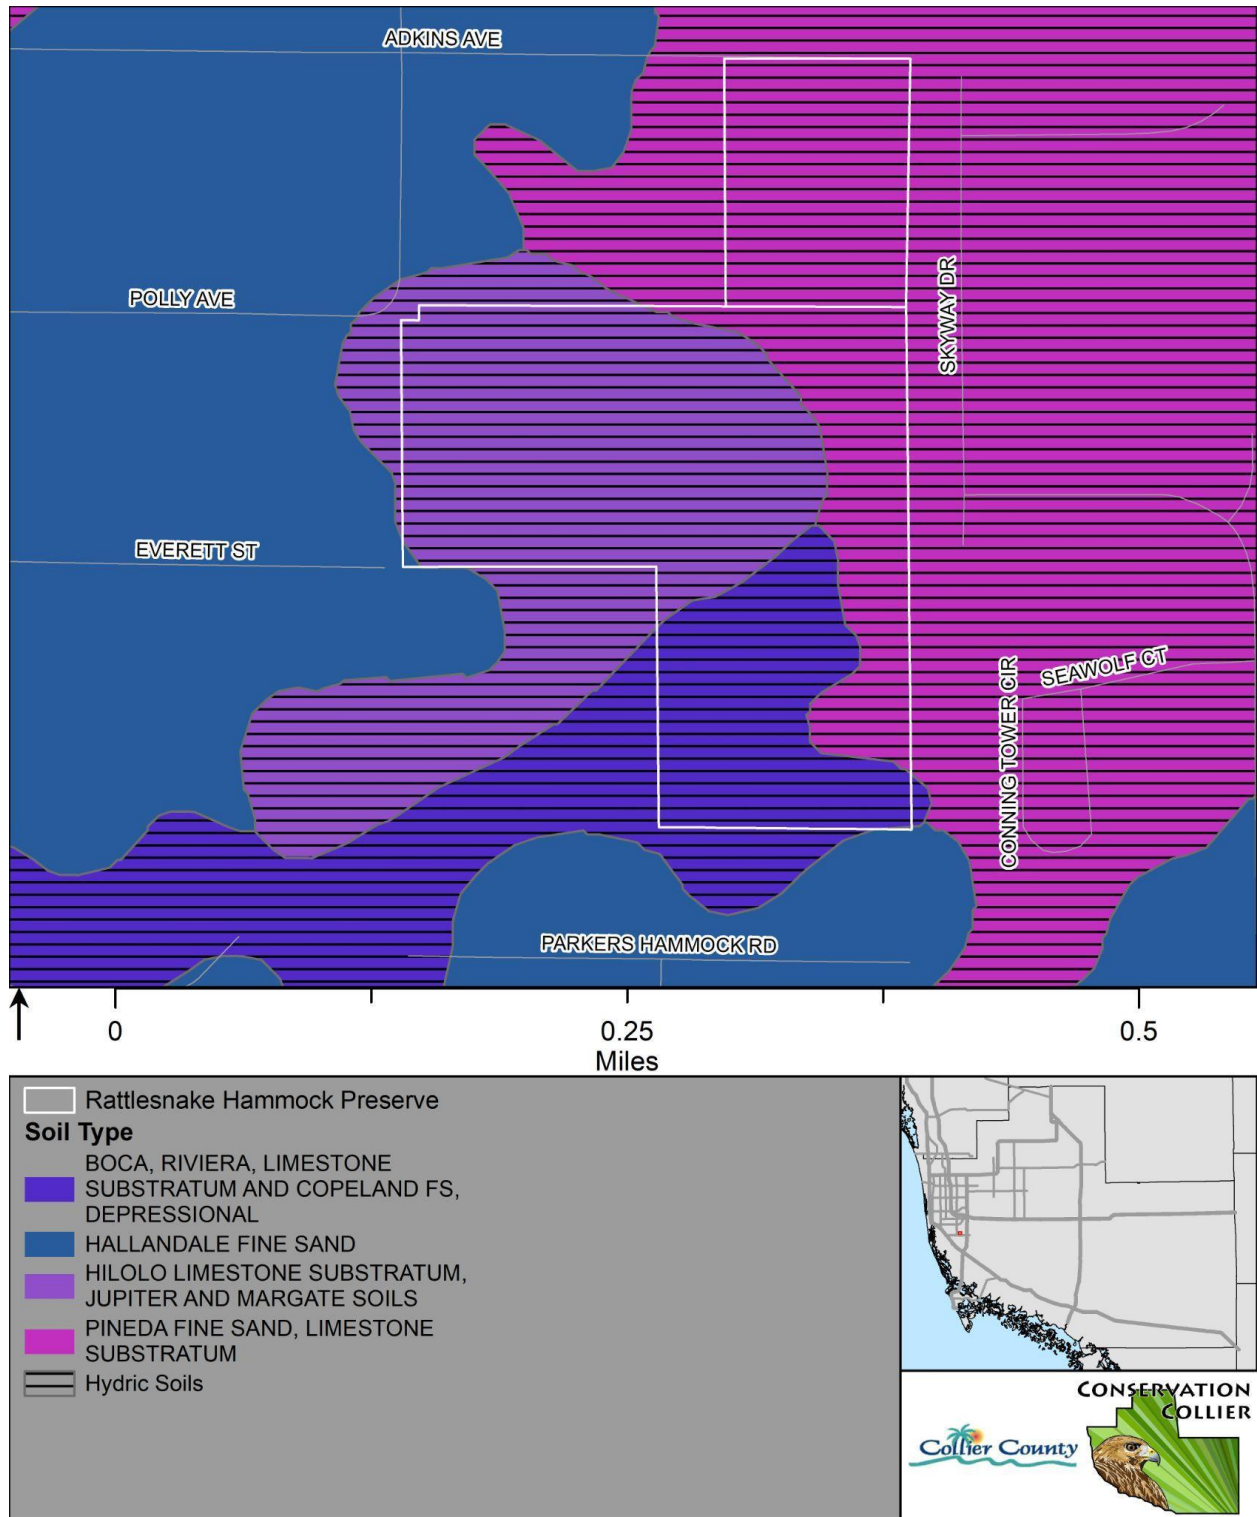 ADKINS AVE
POLLY AVE
SKYWAY DR
EVERETT ST
SEAWOLF CT
CONNING TOWER CIR
PARKERS HAMMOCK RD
0 0.25 0.5
Miles
Rattlesnake Hammock Preserve
Soil Type
BOCA, RIVIERA, LIMESTONE
SUBSTRATUM AND COPELAND FS,
DEPRESSIONAL
HALLANDALE FINE SAND
HILOLO LIMESTONE SUBSTRATUM,
JUPITER AND MARGATE SOILS
PINEDA FINE SAND, LIMESTONE
SUBSTRATUM
Hydric Soils
CONSERVATION
COLLIER
Collier County